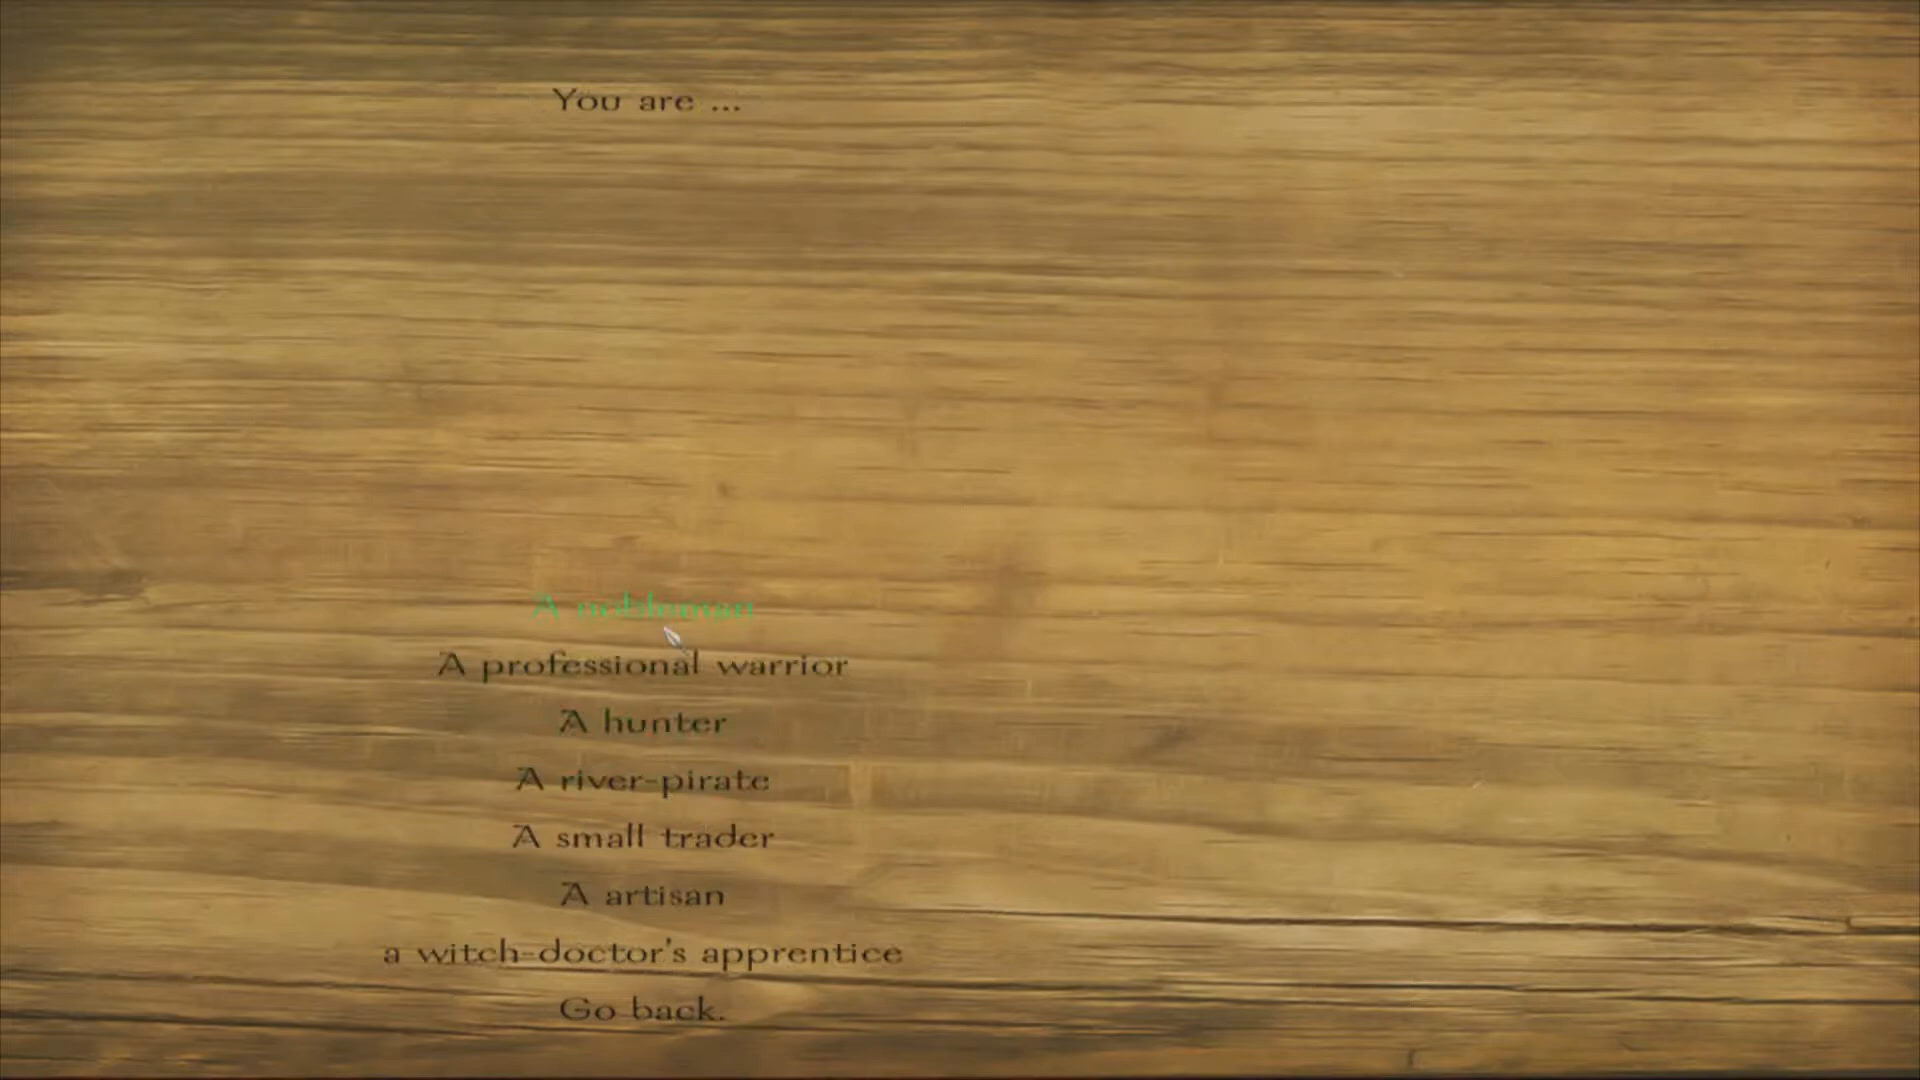 You are ...
A nobleman
A professional warrior
A hunter
A river-pirate
A small trader
A artisan
a witch-doctor's apprentice
Go back.